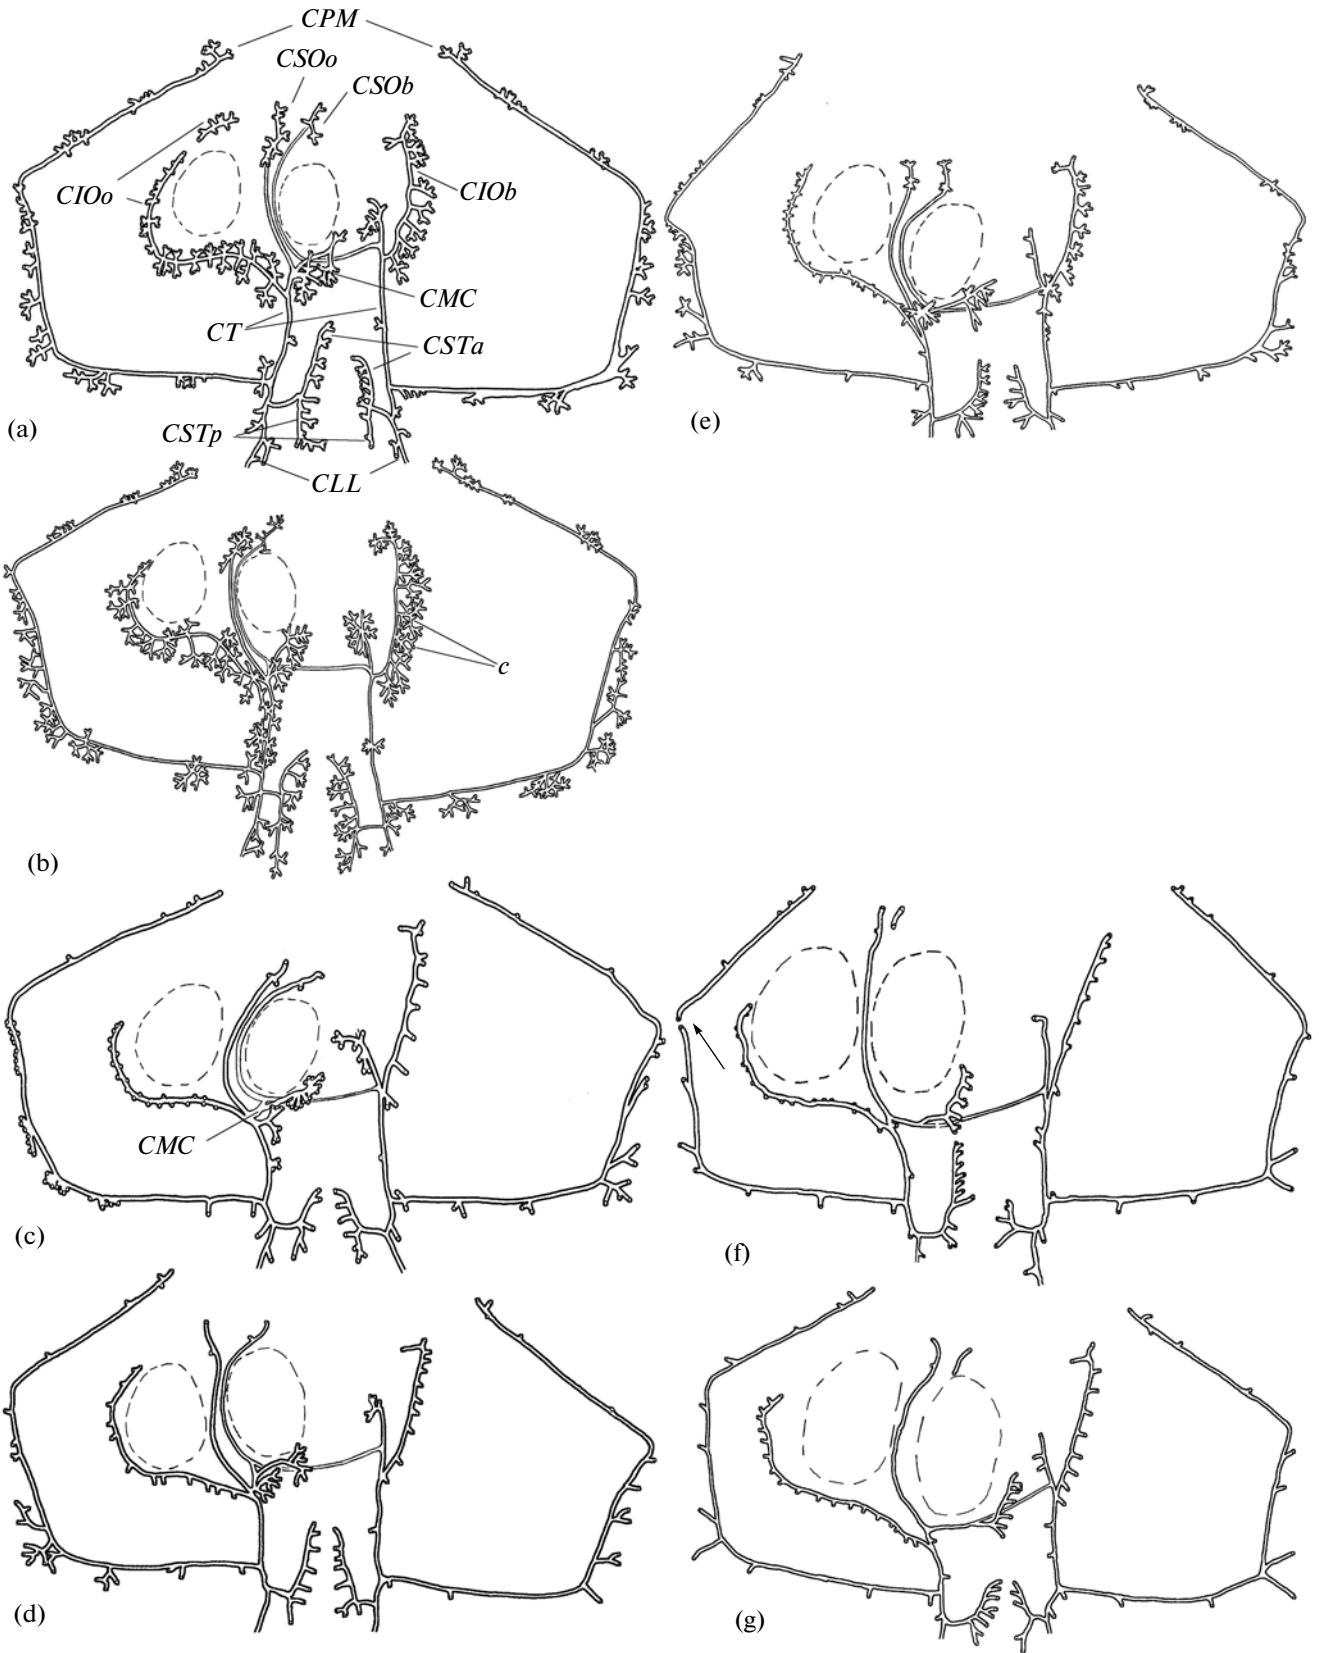 CPM
CSOo
CSOb
CIOo
CIOb
CMC
CT
CSTa
(a)
(e)
CSTp
CLL
c
(b)
CMC
(c)
(f)
(d)
(g)